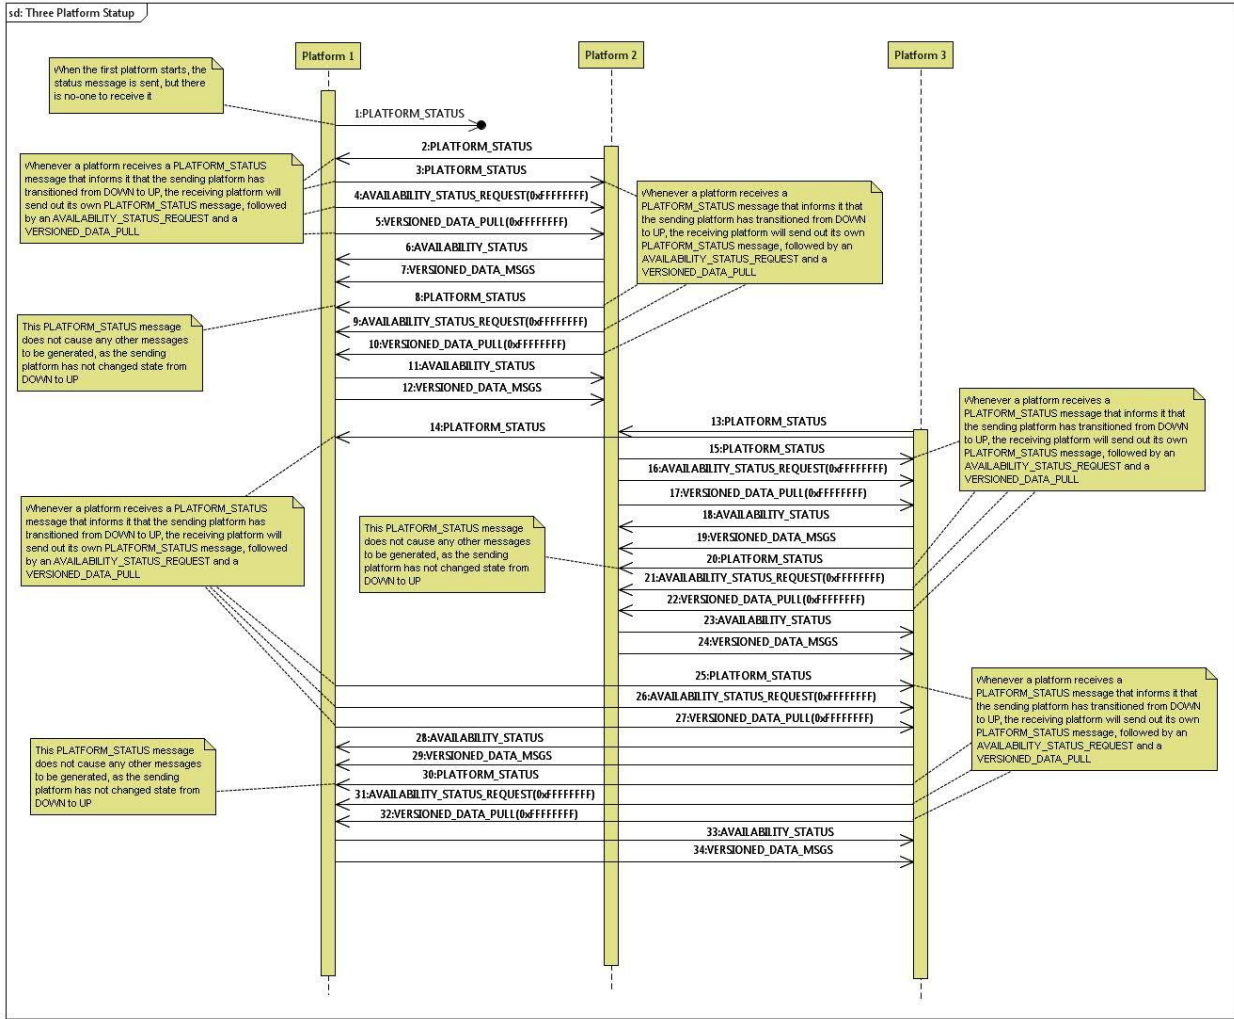 sd: Three Platform Statup
Platform 1
Platform 2
Platform 3
When the first platform starts, the
status message is sent, but there
is no-one to receive it
1:PLATFORM_STATUS
2:PLATFORM_STATUS
Whenever a platform receives a PLATFORM_STATUS
message that informs it that the sending platform has
transitioned from DOWN to UP, the receiving platform will
send out its own PLATFORM_STATUS message, followed
by an AVAILABILITY_STATUS_REQUEST and a
VERSIONED_DATA_PULL
3:PLATFORM_STATUS
4:AVAILABILITY_STATUS_REQUEST(0xFFFFFFFF)
5:VERSIONED_DATA_PULL(0xFFFFFFFF)
Whenever a platform receives a
PLATFORM_STATUS message that informs it that
the sending platform has transitioned from DOWN
to UP, the receiving platform will send out its own
PLATFORM_STATUS message, followed by an
AVAILABILITY_STATUS_REQUEST and a
VERSIONED_DATA_PULL
6:AVAILABILITY_STATUS
7:VERSIONED_DATA_MSGS
8:PLATFORM_STATUS
9:AVAILABILITY_STATUS_REQUEST(0xFFFFFFFF)
10:VERSIONED_DATA_PULL(0xFFFFFFFF)
This PLATFORM_STATUS message
does not cause any other messages
to be generated, as the sending
platform has not changed state from
DOWN to UP
11:AVAILABILITY_STATUS
12:VERSIONED_DATA_MSGS
13:PLATFORM_STATUS
14:PLATFORM_STATUS
Whenever a platform receives a
PLATFORM_STATUS message that informs it that
the sending platform has transitioned from DOWN
to UP, the receiving platform will send out its own
PLATFORM_STATUS message, followed by an
AVAILABILITY_STATUS_REQUEST and a
VERSIONED_DATA_PULL
15:PLATFORM_STATUS
16:AVAILABILITY_STATUS_REQUEST(0xFFFFFFFF)
17:VERSIONED_DATA_PULL(0xFFFFFFFF)
Whenever a platform receives a PLATFORM_STATUS
message that informs it that the sending platform has
transitioned from DOWN to UP, the receiving platform will
send out its own PLATFORM_STATUS message, followed
by an AVAILABILITY_STATUS_REQUEST and a
VERSIONED_DATA_PULL
This PLATFORM_STATUS message
does not cause any other messages
to be generated, as the sending
platform has not changed state from
DOWN to UP
18:AVAILABILITY_STATUS
19:VERSIONED_DATA_MSGS
20:PLATFORM_STATUS
21:AVAILABILITY_STATUS_REQUEST(0xFFFFFFFF)
22:VERSIONED_DATA_PULL(0xFFFFFFFF)
23:AVAILABILITY_STATUS
24:VERSIONED_DATA_MSGS
25:PLATFORM_STATUS
26:AVAILABILITY_STATUS_REQUEST(0xFFFFFFFF)
27:VERSIONED_DATA_PULL(0xFFFFFFFF)
Whenever a platform receives a
PLATFORM_STATUS message that informs it that
the sending platform has transitioned from DOWN
to UP, the receiving platform will send out its own
PLATFORM_STATUS message, followed by an
AVAILABILITY_STATUS_REQUEST and a
VERSIONED_DATA_PULL
28:AVAILABILITY_STATUS
29:VERSIONED_DATA_MSGS
30:PLATFORM_STATUS
31:AVAILABILITY_STATUS_REQUEST(0xFFFFFFFF)
32:VERSIONED_DATA_PULL(0xFFFFFFFF)
This PLATFORM_STATUS message
does not cause any other messages
to be generated, as the sending
platform has not changed state from
DOWN to UP
33:AVAILABILITY_STATUS
34:VERSIONED_DATA_MSGS